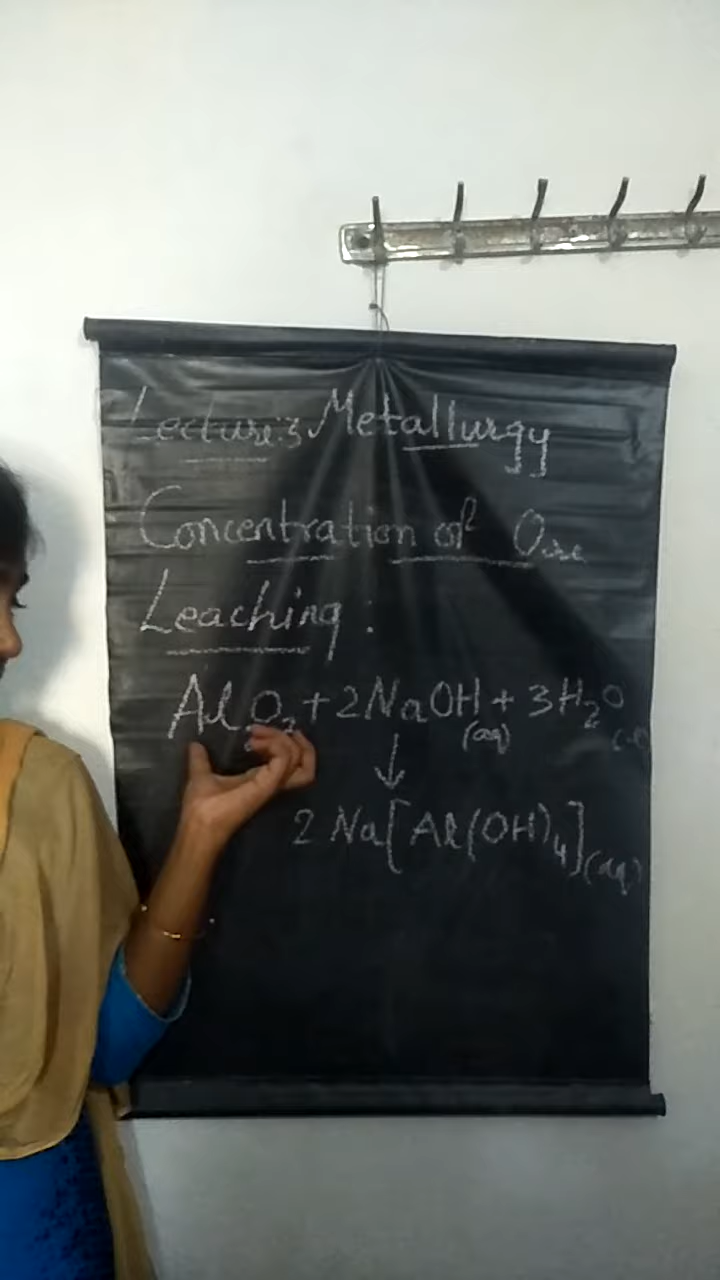 Lecture:3 Metallurgy
Concentration of Ore
Leaching:
Al2O3 + 2NaOH(aq) + 3H2O(l)
↓
2 Na[Al(OH)4](aq)